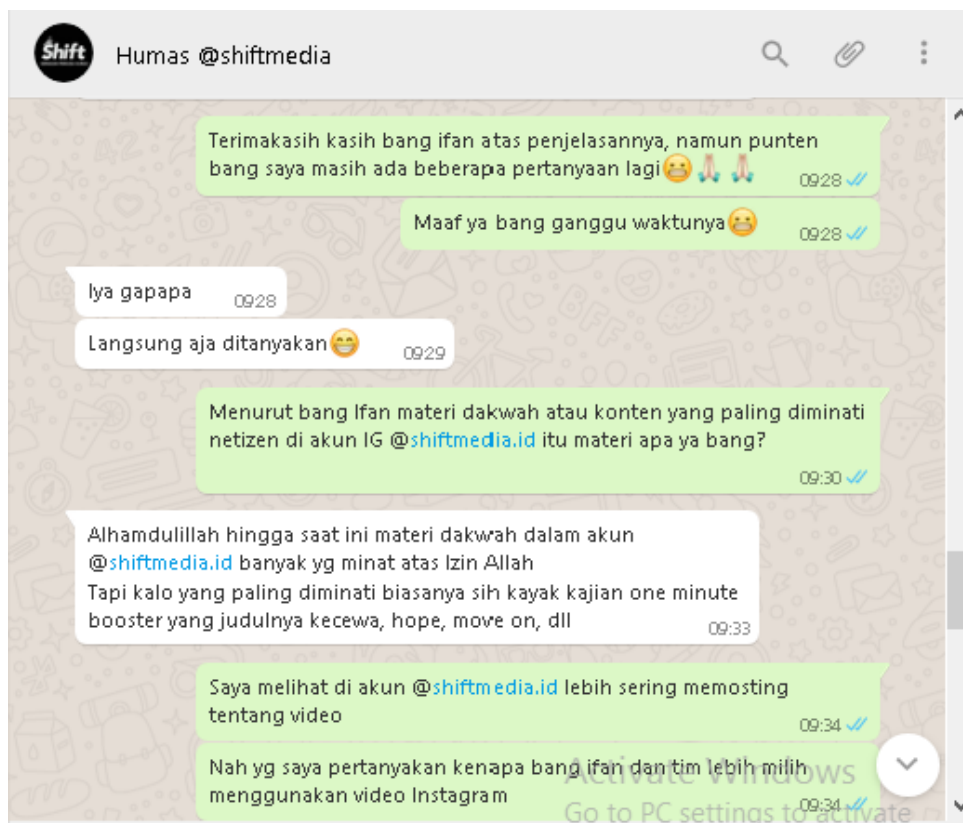 Shift
Humas @shiftmedia
Terimakasih kasih bang ifan atas penjelasannya, namun punten
bang saya masih ada beberapa pertanyaan lagi😬🙏🙏
09:28
Maaf ya bang ganggu waktunya😬
09:28
Iya gapapa
09:28
Langsung aja ditanyakan😁
09:29
Menurut bang Ifan materi dakwah atau konten yang paling diminati
netizen di akun IG @shiftmedia.id itu materi apa ya bang?
09:30
Alhamdulillah hingga saat ini materi dakwah dalam akun
@shiftmedia.id banyak yg minat atas Izin Allah
Tapi kalo yang paling diminati biasanya sih kayak kajian one minute
booster yang judulnya kecewa, hope, move on, dll
09:33
Saya melihat di akun @shiftmedia.id lebih sering memosting
tentang video
09:34
Nah yg saya pertanyakan kenapa bang ifan dan tim lebih milih
menggunakan video Instagram
09:34
Activate Windows
Go to PC settings to activate